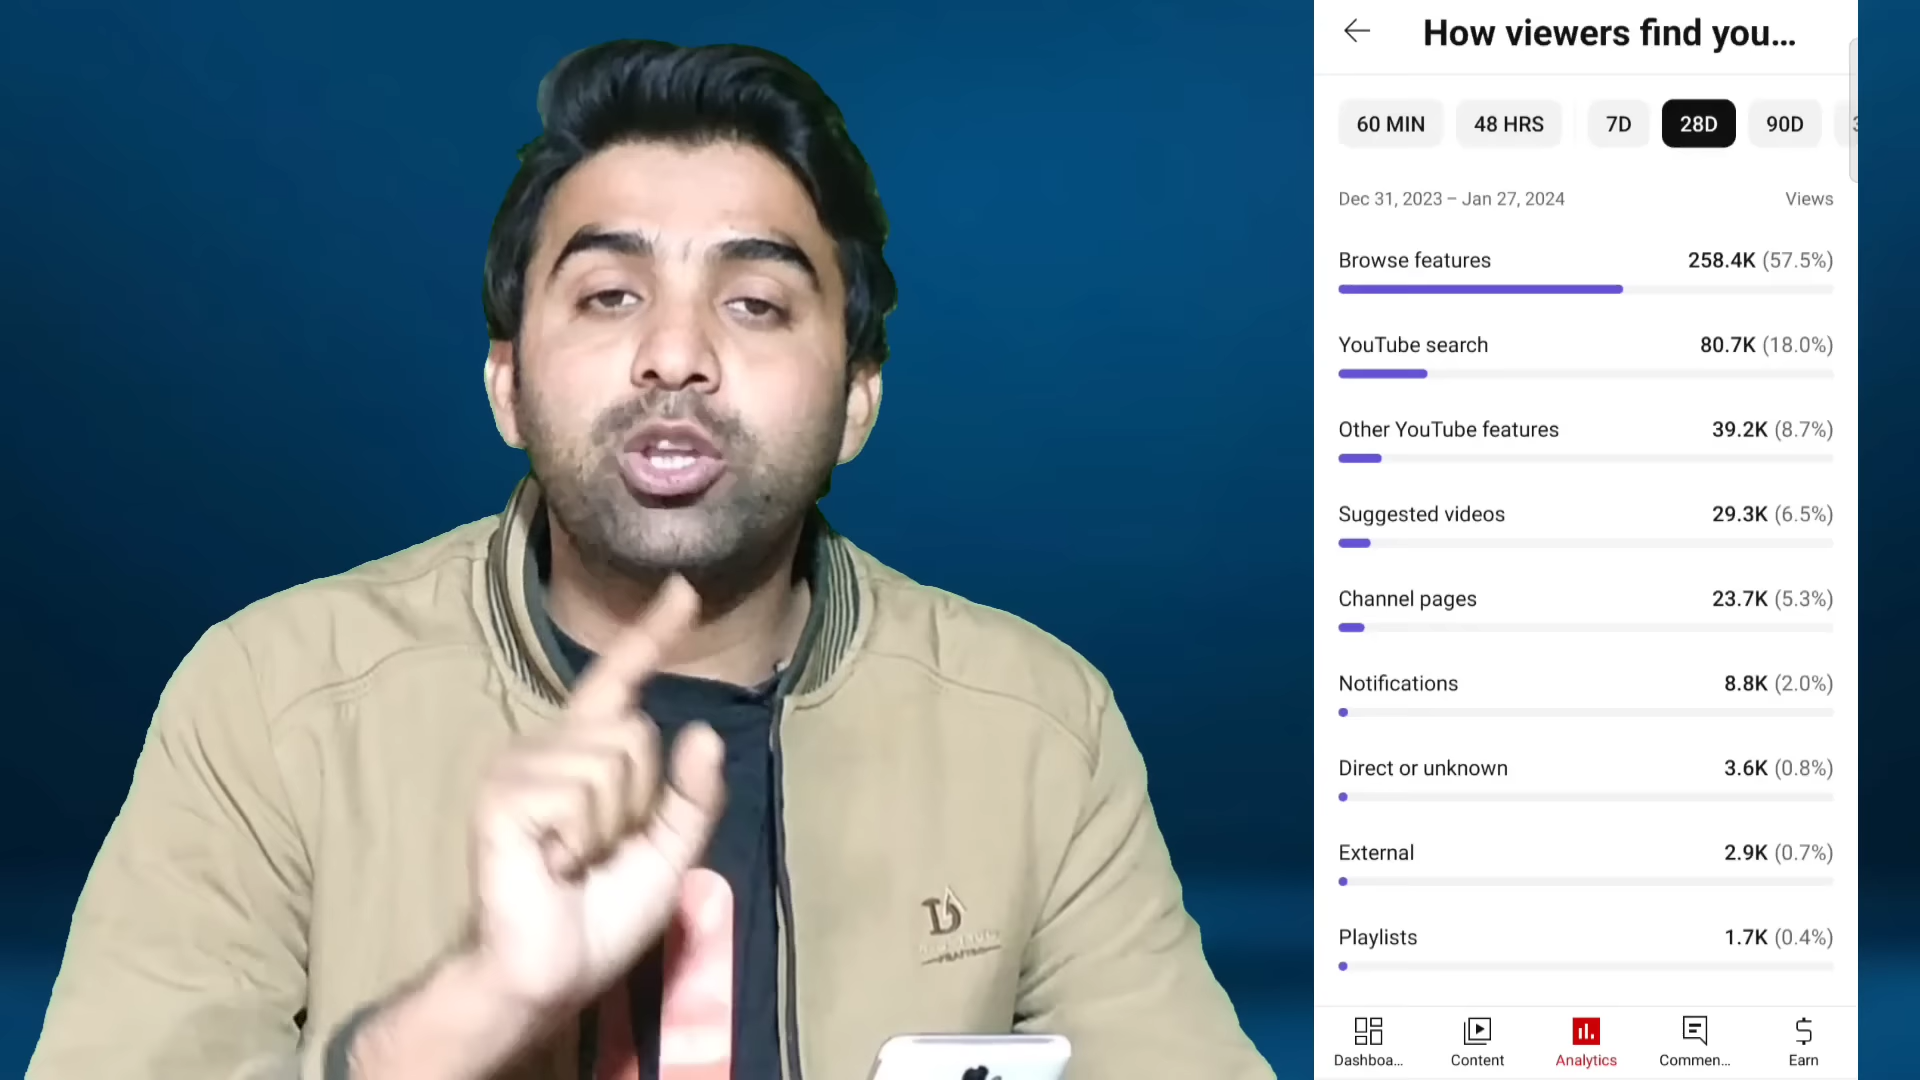 How viewers find you...
60 MIN 48 HRS 7D 28D 90D
Dec 31, 2023 – Jan 27, 2024 Views
Browse features 258.4K (57.5%)
YouTube search 80.7K (18.0%)
Other YouTube features 39.2K (8.7%)
Suggested videos 29.3K (6.5%)
Channel pages 23.7K (5.3%)
Notifications 8.8K (2.0%)
Direct or unknown 3.6K (0.8%)
External 2.9K (0.7%)
Playlists 1.7K (0.4%)
Dashboa... Content Analytics Commen... Earn